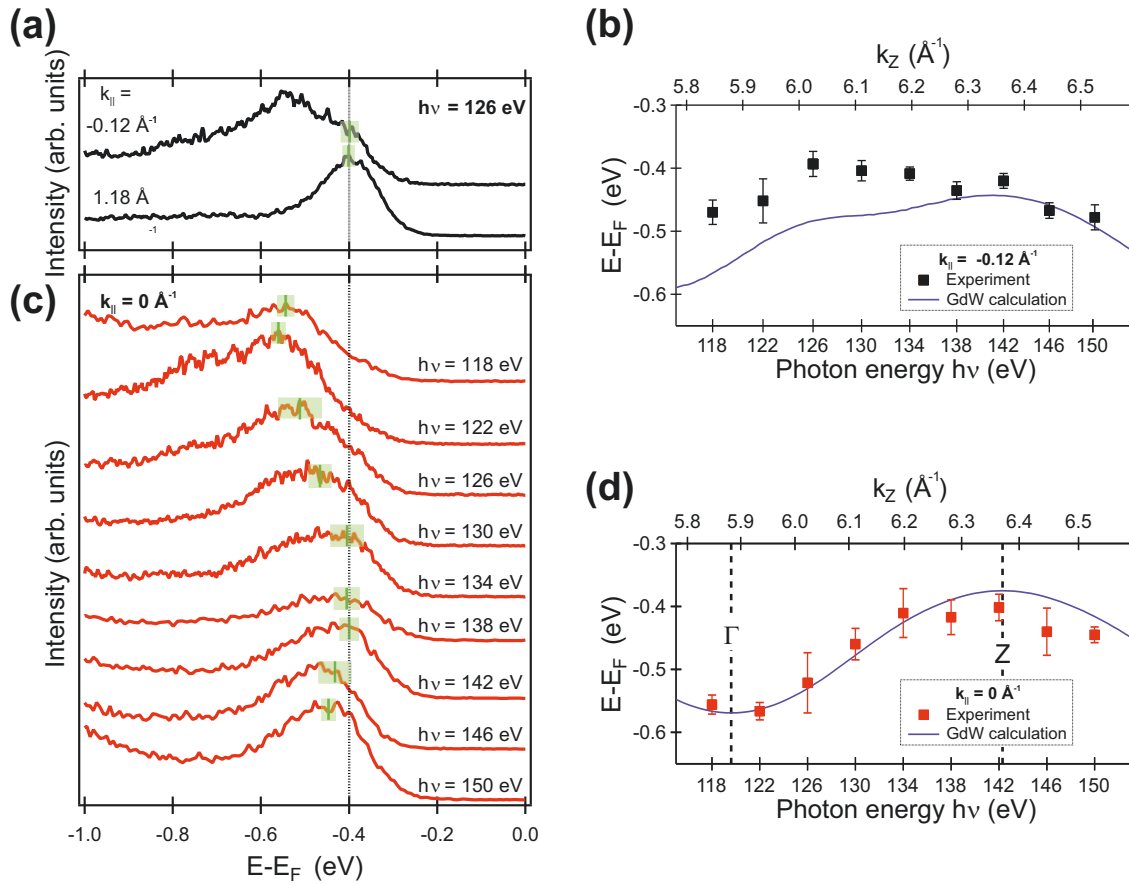 (a)
Intensity (arb. units)
k|| =
-0.12 Å-1
hν = 126 eV
1.18 Å
-1
(c)
k|| = 0 Å-1
Intensity (arb. units)
hν = 118 eV
hν = 122 eV
hν = 126 eV
hν = 130 eV
hν = 134 eV
hν = 138 eV
hν = 142 eV
hν = 146 eV
hν = 150 eV
-1.0 -0.8 -0.6 -0.4 -0.2 0.0
E-EF (eV)
(b)
kZ (Å-1)
5.8 5.9 6.0 6.1 6.2 6.3 6.4 6.5
-0.3
-0.4
-0.5
-0.6
E-EF (eV)
k|| = -0.12 Å-1
Experiment
GdW calculation
118 122 126 130 134 138 142 146 150
Photon energy hν (eV)
(d)
kZ (Å-1)
5.8 5.9 6.0 6.1 6.2 6.3 6.4 6.5
-0.3
-0.4
-0.5
-0.6
E-EF (eV)
Γ
Z
k|| = 0 Å-1
Experiment
GdW calculation
118 122 126 130 134 138 142 146 150
Photon energy hν (eV)